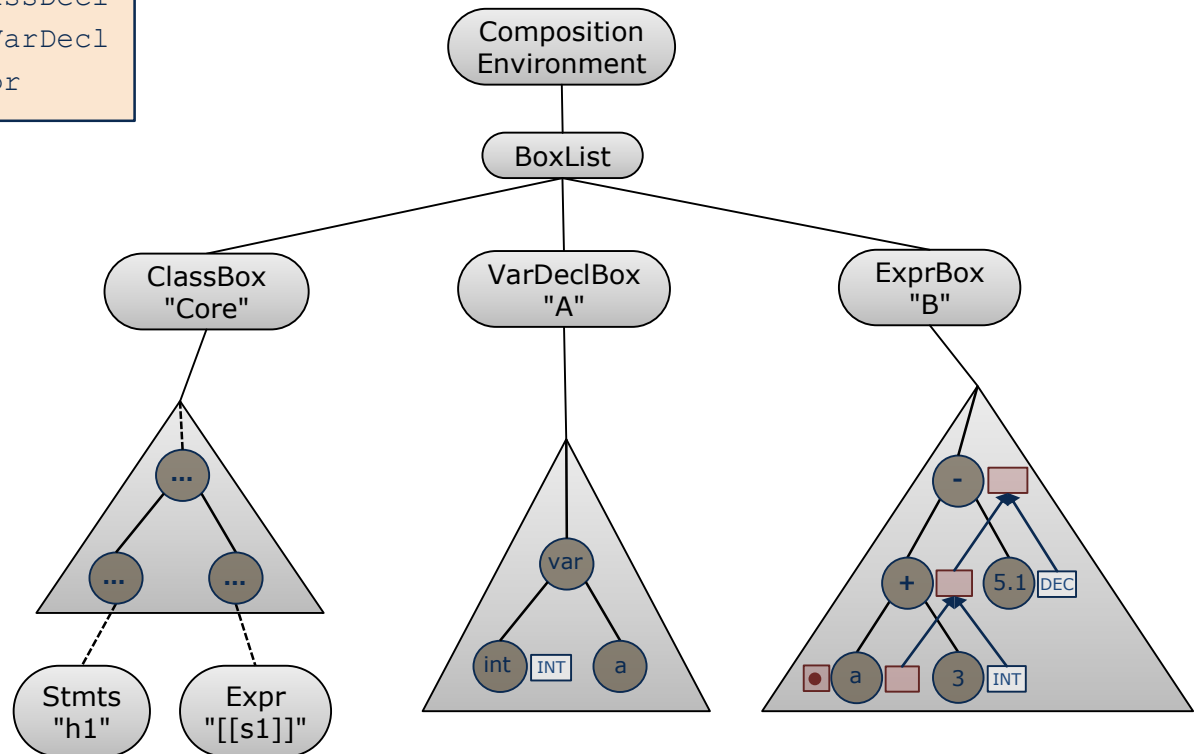 VarDecl
Composition
Environment
BoxList
ClassBox
"Core"
VarDeclBox
"A"
ExprBox
"B"
...
-
... ...
var
+ 5.1 DEC
int INT a
a 3 INT
Stmts
"h1"
Expr
"[[s1]]"